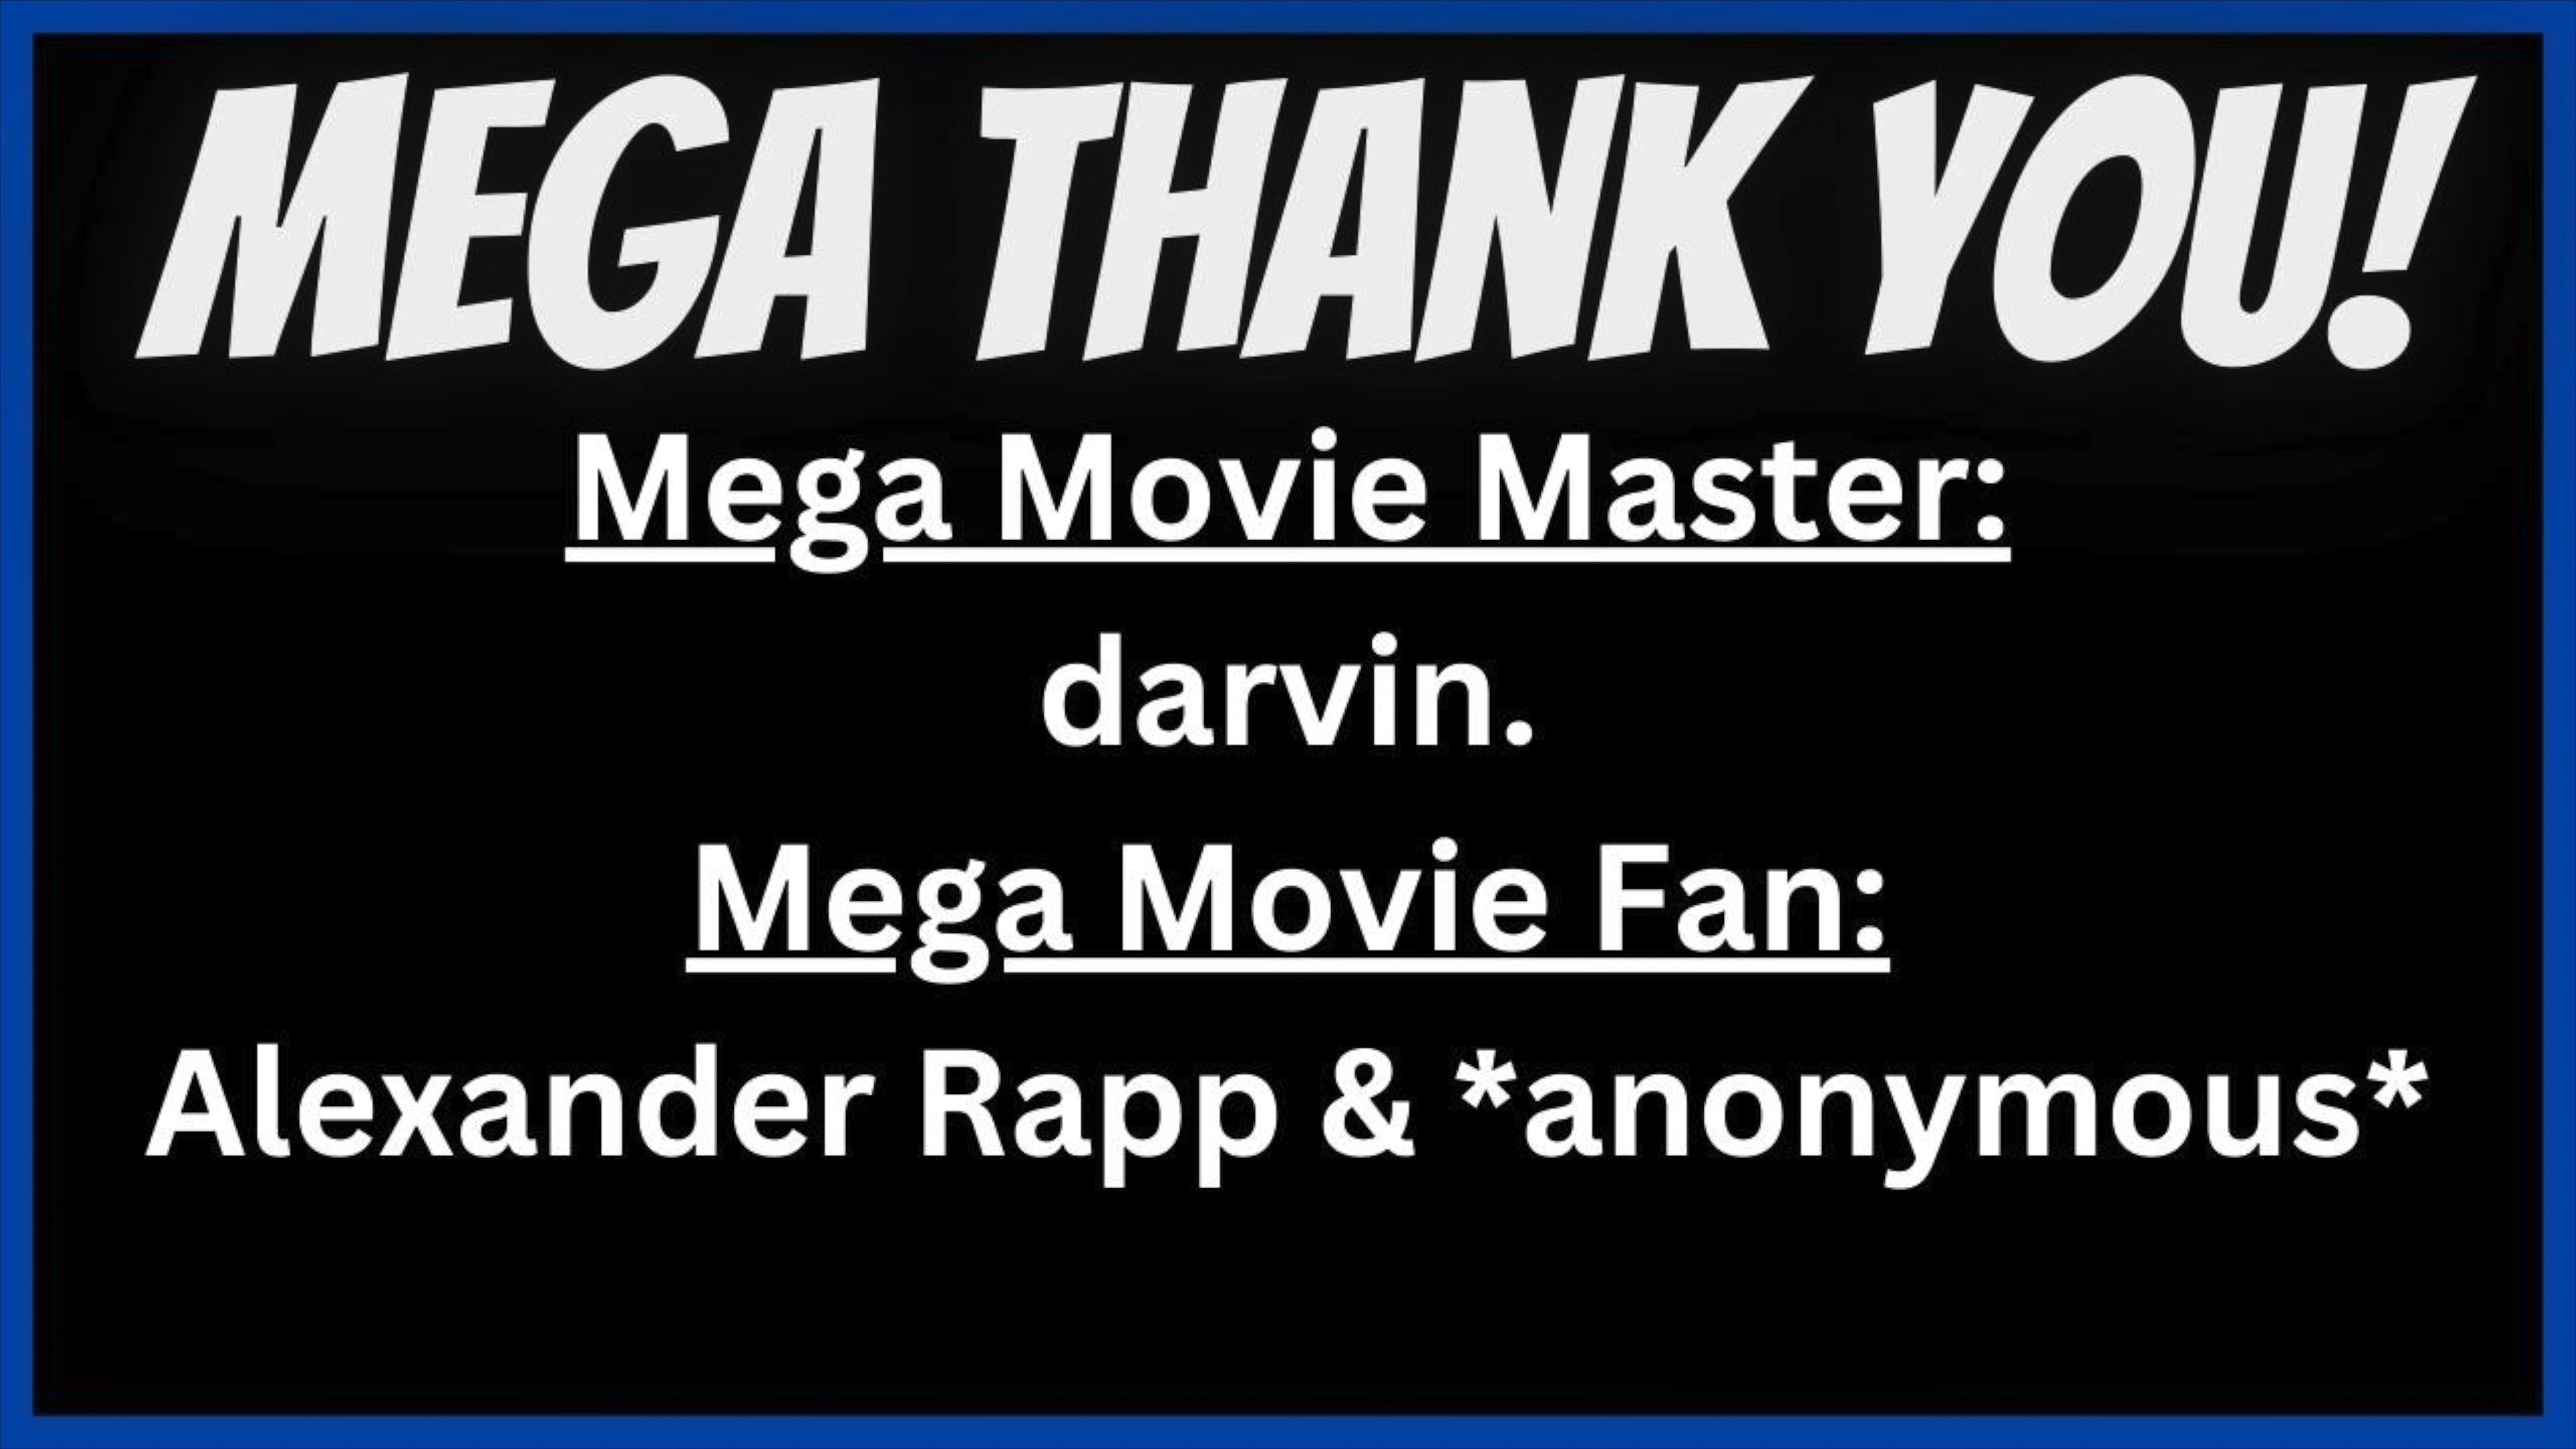 MEGA THANK YOU!
Mega Movie Master:
darvin.
Mega Movie Fan:
Alexander Rapp & *anonymous*